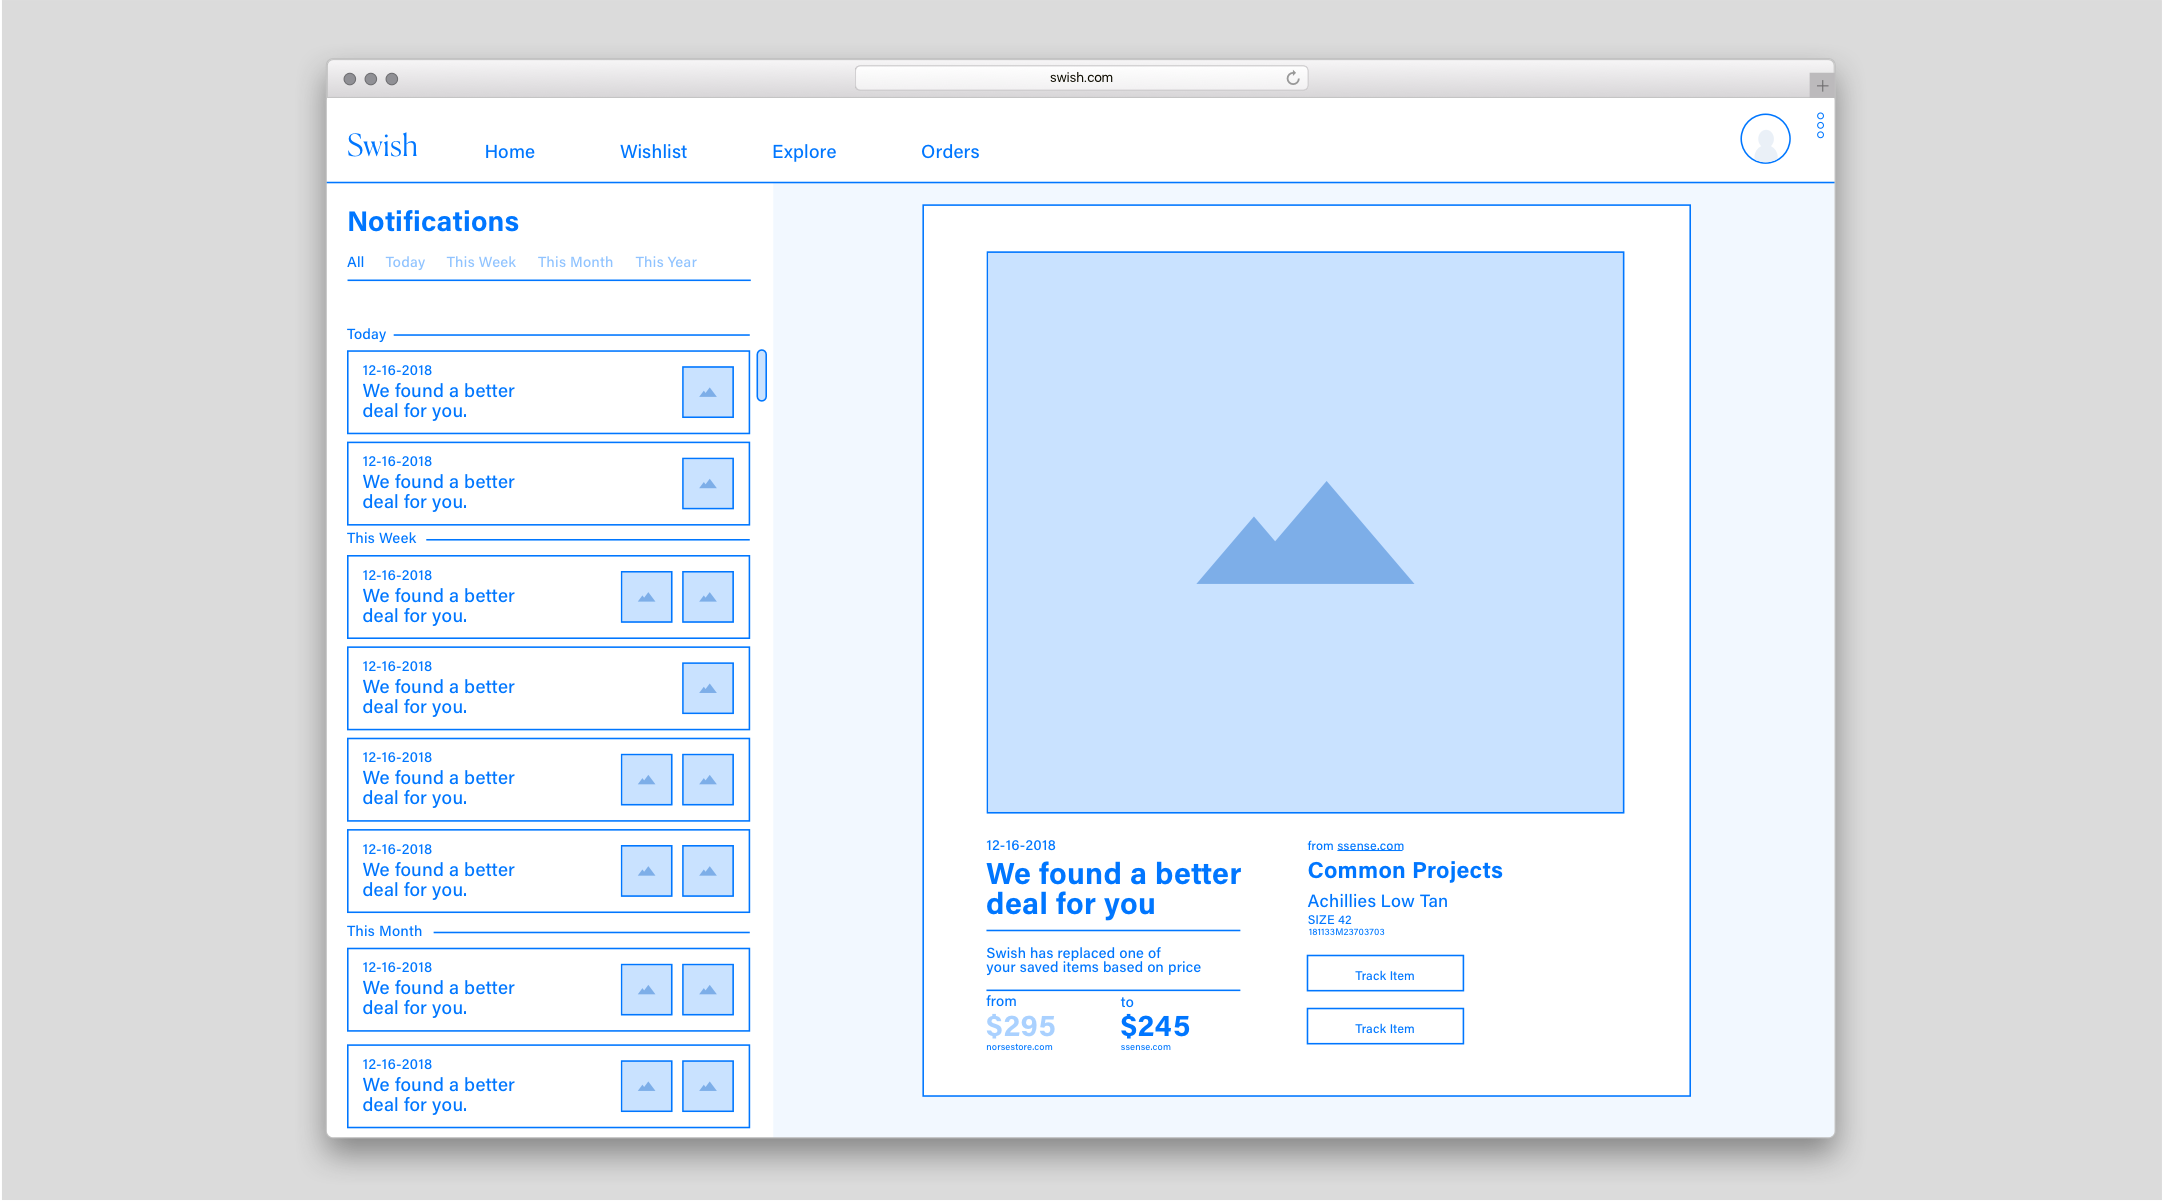 swish.com
Swish
Home
Wishlist
Explore
Orders
Notifications
All
Today
This Week
This Month
This Year
Today
12-16-2018
We found a better
deal for you.
12-16-2018
We found a better
deal for you.
This Week
12-16-2018
We found a better
deal for you.
12-16-2018
We found a better
deal for you.
12-16-2018
We found a better
deal for you.
12-16-2018
We found a better
deal for you.
This Month
12-16-2018
We found a better
deal for you.
12-16-2018
We found a better
deal for you.
12-16-2018
We found a better
deal for you
Swish has replaced one of
your saved items based on price
from
$295
norsestore.com
to
$245
ssense.com
from ssense.com
Common Projects
Achillies Low Tan
SIZE 42
181133M23703703
Track Item
Track Item